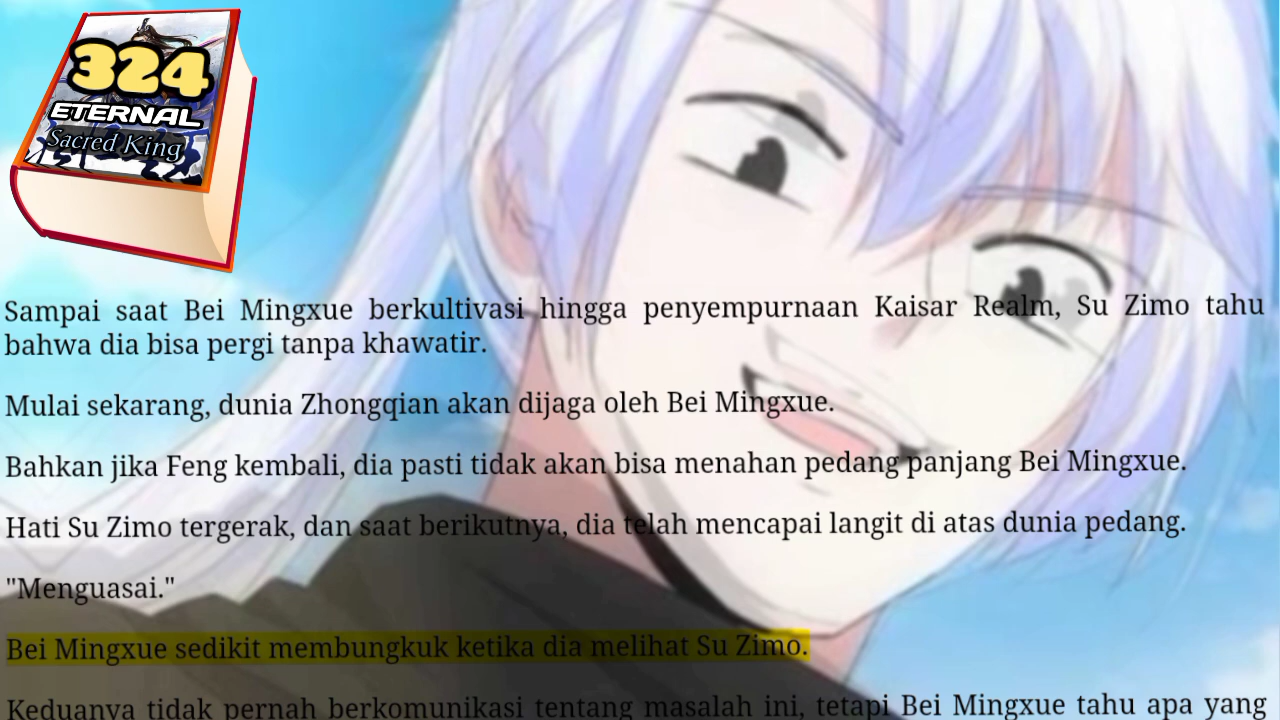 324
ETERNAL
Sacred King
Sampai saat Bei Mingxue berkultivasi hingga penyempurnaan Kaisar Realm, Su Zimo tahu
bahwa dia bisa pergi tanpa khawatir.
Mulai sekarang, dunia Zhongqian akan dijaga oleh Bei Mingxue.
Bahkan jika Feng kembali, dia pasti tidak akan bisa menahan pedang panjang Bei Mingxue.
Hati Su Zimo tergerak, dan saat berikutnya, dia telah mencapai langit di atas dunia pedang.
"Menguasai."
Bei Mingxue sedikit membungkuk ketika dia melihat Su Zimo.
Keduanya tidak pernah berkomunikasi tentang masalah ini, tetapi Bei Mingxue tahu apa yang